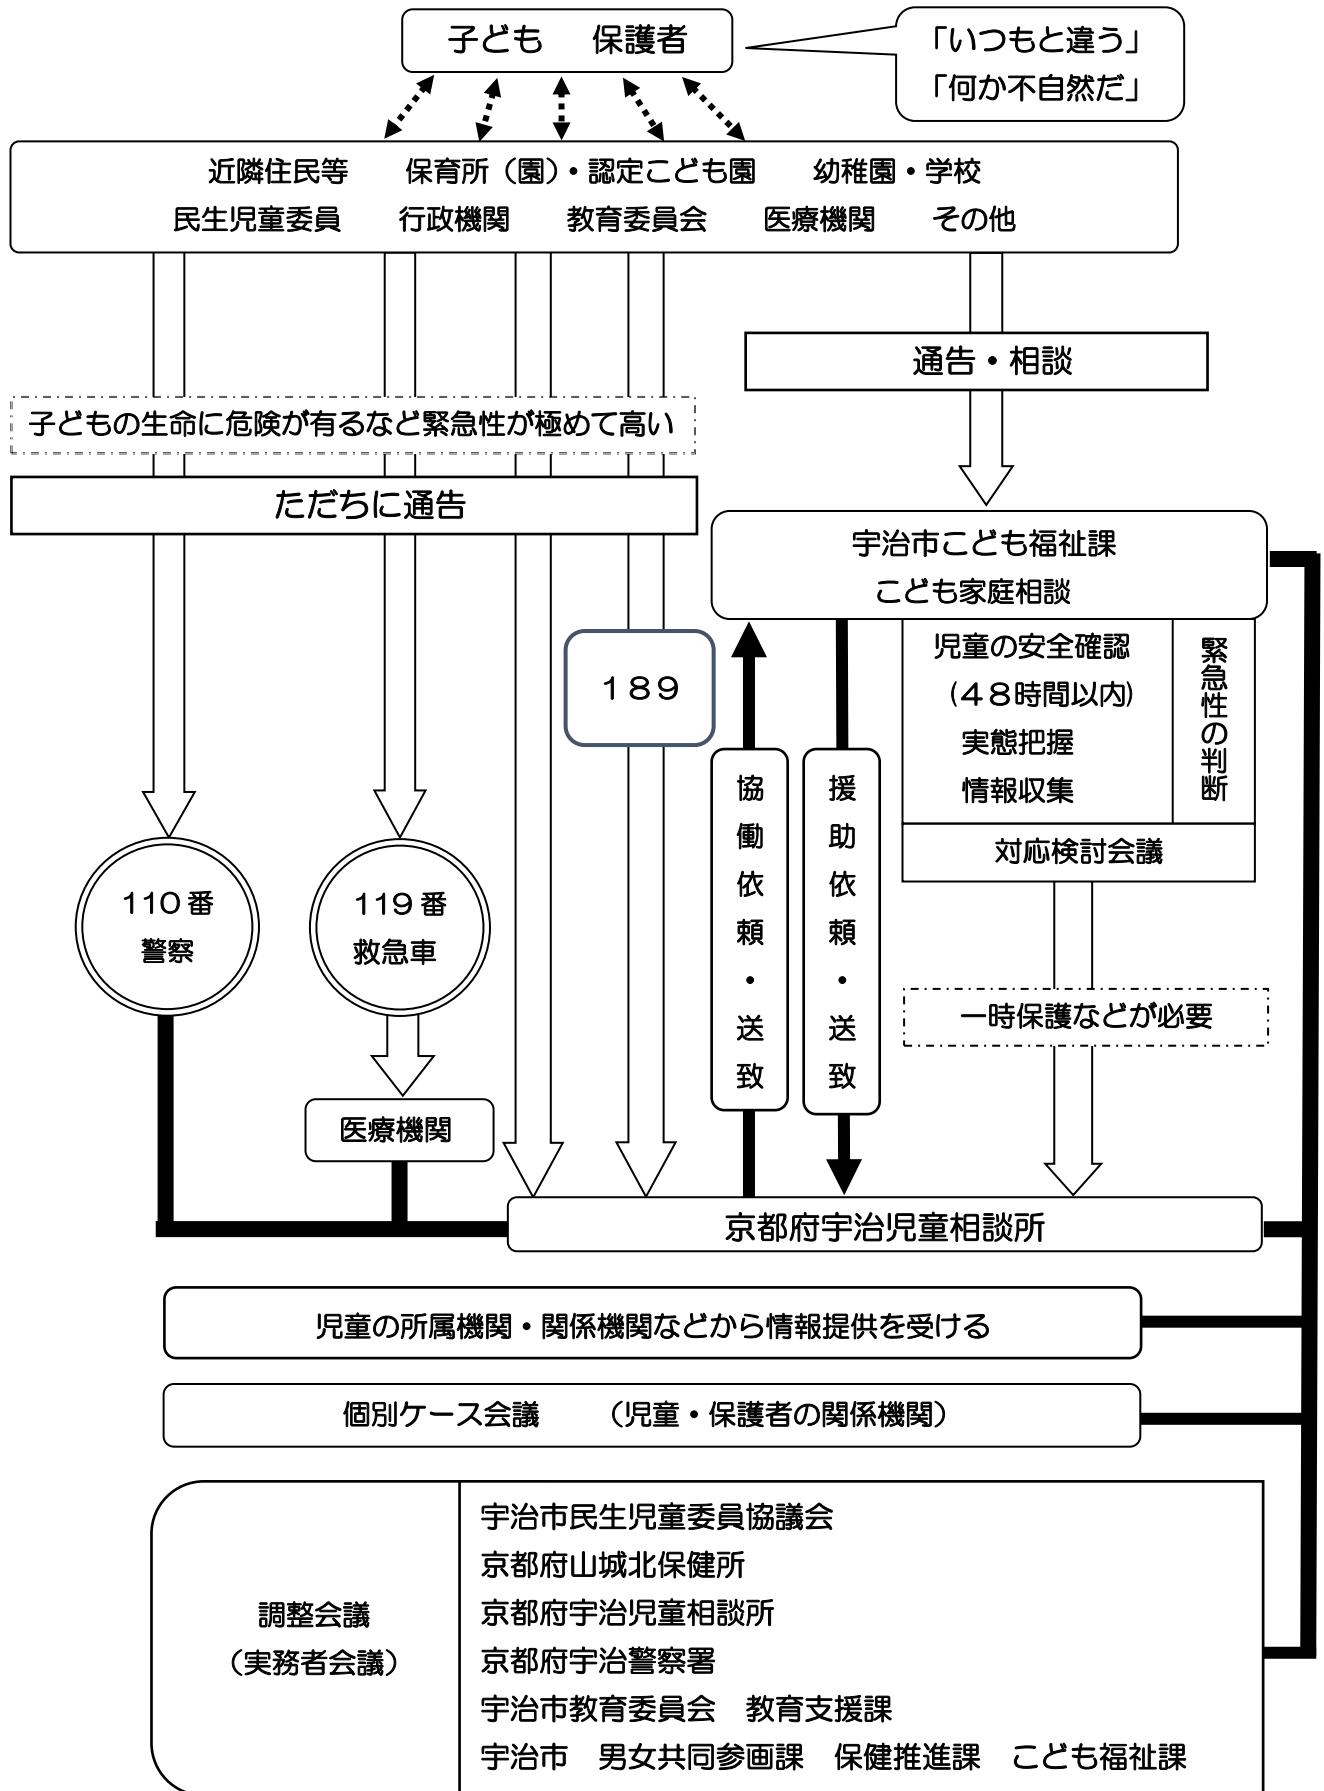 子ども　保護者
「いつもと違う」
「何か不自然だ」
近隣住民等　保育所（園）・認定こども園　幼稚園・学校
民生児童委員　行政機関　教育委員会　医療機関　その他
通告・相談
子どもの生命に危険が有るなど緊急性が極めて高い
ただちに通告
宇治市こども福祉課
こども家庭相談
189
児童の安全確認
(４８時間以内)
実態把握
情報収集
緊急性の判断
対応検討会議
協働依頼・送致
援助依頼・送致
110番
警察
119番
救急車
一時保護などが必要
医療機関
京都府宇治児童相談所
児童の所属機関・関係機関などから情報提供を受ける
個別ケース会議　（児童・保護者の関係機関）
調整会議
（実務者会議）
宇治市民生児童委員協議会
京都府山城北保健所
京都府宇治児童相談所
京都府宇治警察署
宇治市教育委員会　教育支援課
宇治市　男女共同参画課　保健推進課　こども福祉課